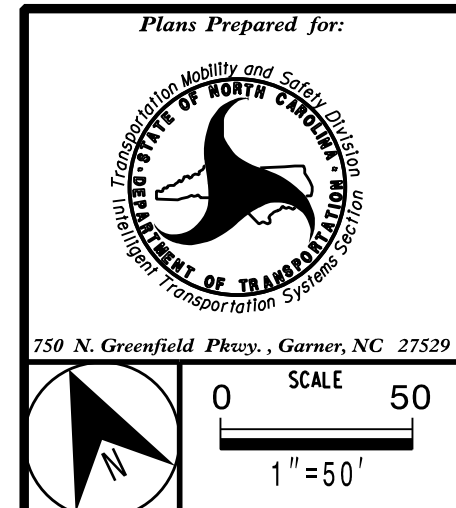 Plans Prepared for:
Transportation Mobility and Safety Division
STATE OF NORTH CAROLINA
DEPARTMENT OF TRANSPORTATION
Intelligent Transportation Systems Section
750 N. Greenfield Pkwy. , Garner, NC 27529
N
SCALE
0 50
1"=50'